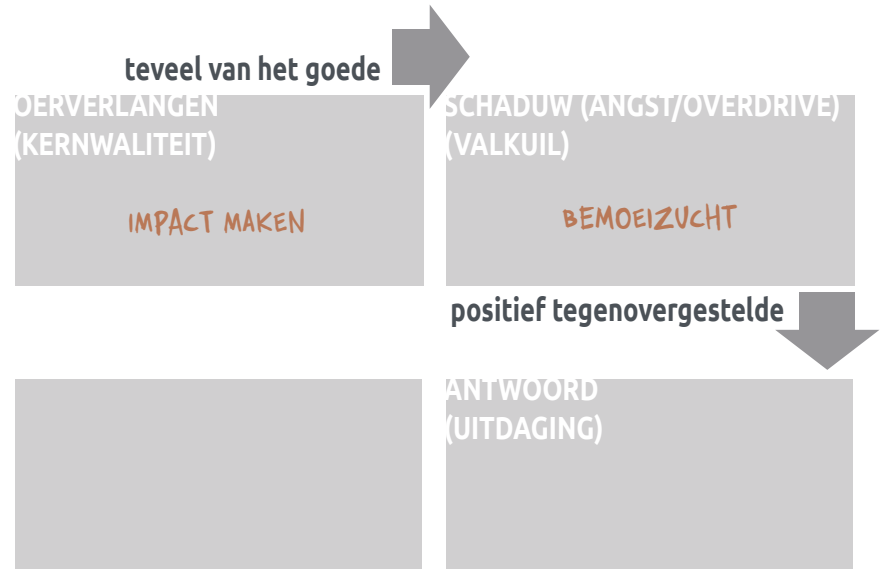 teveel van het goede
OERVERLANGEN
(KERNWALITEIT)
IMPACT MAKEN
SCHADUW (ANGST/OVERDRIVE)
(VALKUIL)
BEMOEIZUCHT
positief tegenovergestelde
ANTWOORD
(UITDAGING)